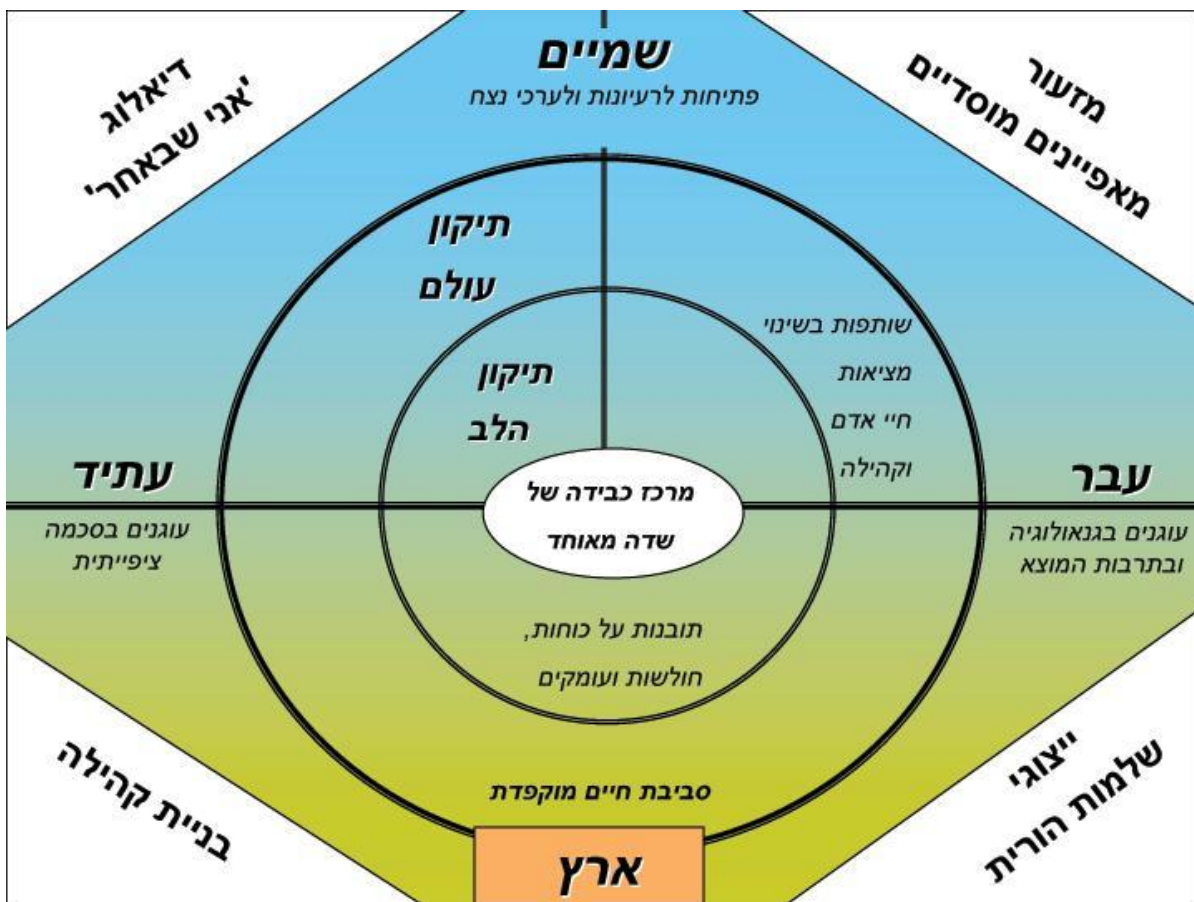 שמיים
פתיחות לרעיונות ולערכי נצח
מזעור
מאפיינים מוסדיים
דיאלוג
'אני שבאחר'
תיקון
עולם
תיקון
הלב
שותפות בשינוי
מציאות
חיי אדם
וקהילה
עבר
עוגנים בגנאולוגיה
ובתרבות המוצא
מרכז כבידה של
שדה מאוחד
עתיד
עוגנים בסכמה
ציפייתית
תובנות על כוחות,
חולשות ועומקים
סביבת חיים מוקפדת
ארץ
ייצוגי
שלמות הורית
בניית קהילה